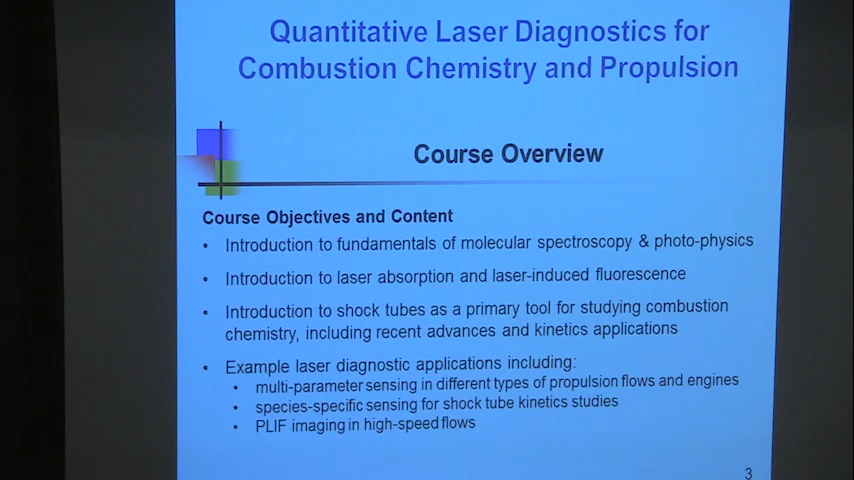 Quantitative Laser Diagnostics for
Combustion Chemistry and Propulsion
Course Overview
Course Objectives and Content
• Introduction to fundamentals of molecular spectroscopy & photo-physics
• Introduction to laser absorption and laser-induced fluorescence
• Introduction to shock tubes as a primary tool for studying combustion
chemistry, including recent advances and kinetics applications
• Example laser diagnostic applications including:
• multi-parameter sensing in different types of propulsion flows and engines
• species-specific sensing for shock tube kinetics studies
• PLIF imaging in high-speed flows
3